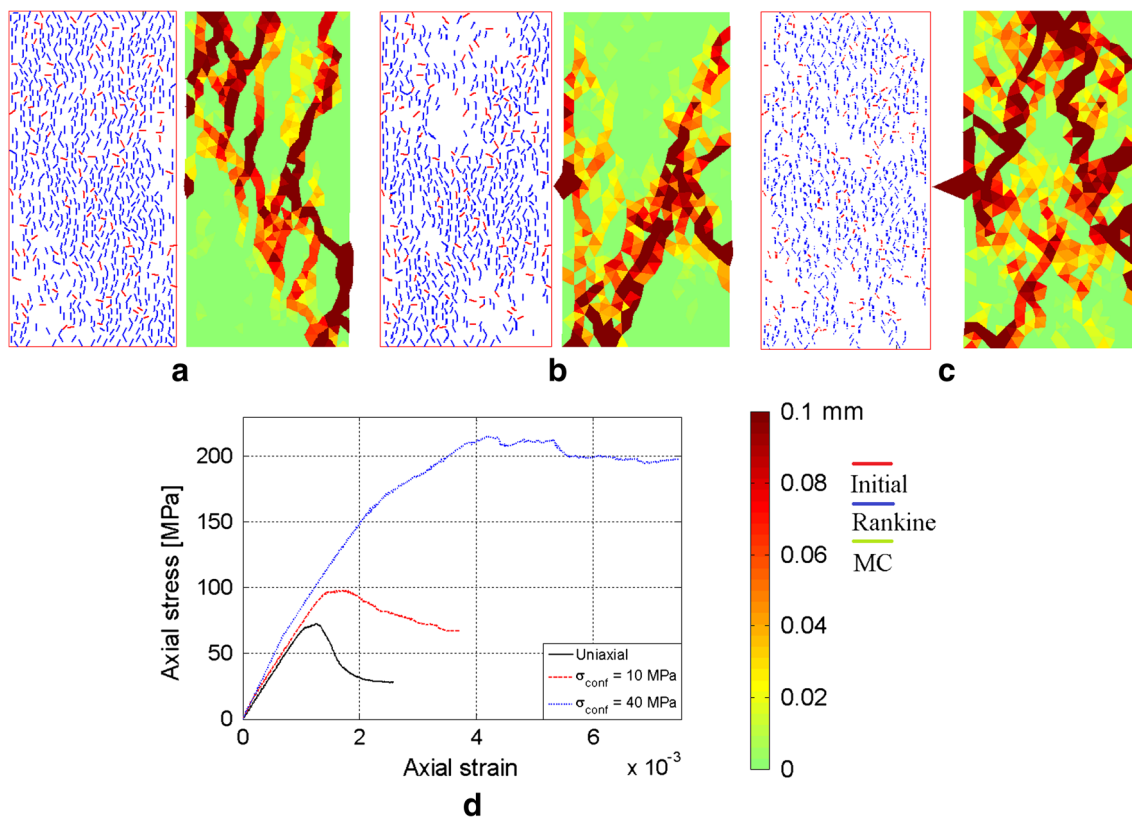 a
b
c
200
150
100
50
0
Axial stress [MPa]
0
2
4
6
x 10⁻³
Axial strain
Uniaxial
σconf = 10 MPa
σconf = 40 MPa
d
0.1 mm
0.08
0.06
0.04
0.02
0
Initial
Rankine
MC